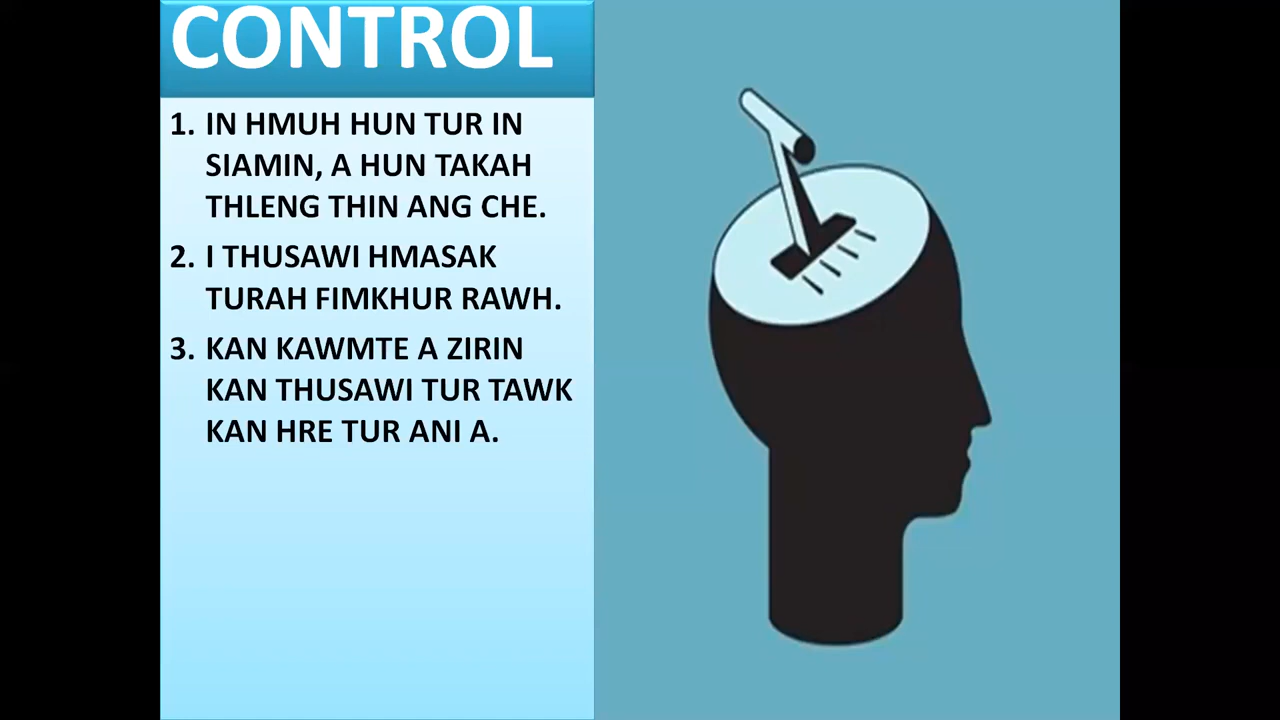 CONTROL
1. IN HMUH HUN TUR IN
SIAMIN, A HUN TAKAH
THLENG THIN ANG CHE.
2. I THUSAWI HMASAK
TURAH FIMKHUR RAWH.
3. KAN KAWMTE A ZIRIN
KAN THUSAWI TUR TAWK
KAN HRE TUR ANI A.